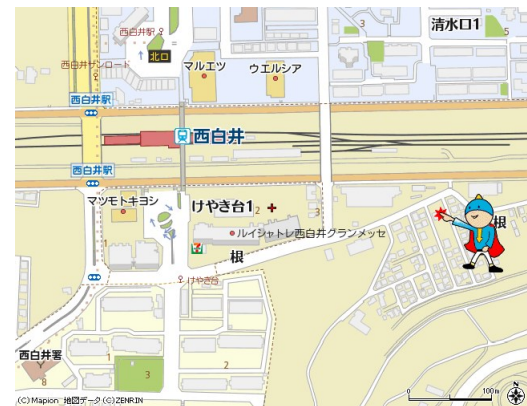 西白井駅
北口
清水口1
3
5
西白井サンロード
マルエツ
ウエルシア
西白井駅
西白井
西白井駅
マツモトキヨシ
けやき台1
2
3
ルイシャトレ西白井グランメッセ
根
根
1
けやき台
西白井署
1
2
3
8
(C)Mapion 地図データ(C)ZENRIN
0
100m
N